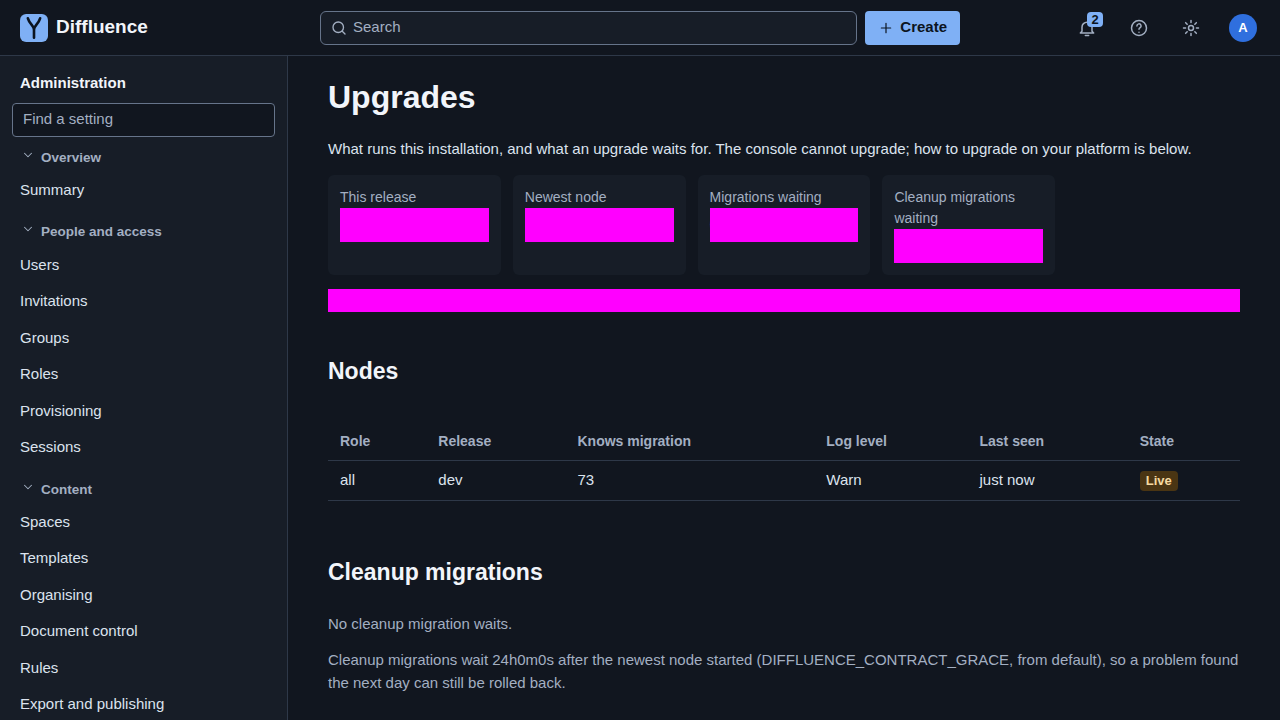 Diffluence
Search
Create
2
A
Administration
Find a setting
Overview
Summary
People and access
Users
Invitations
Groups
Roles
Provisioning
Sessions
Content
Spaces
Templates
Organising
Document control
Rules
Export and publishing
Upgrades
What runs this installation, and what an upgrade waits for. The console cannot upgrade; how to upgrade on your platform is below.
This release
Newest node
Migrations waiting
Cleanup migrations
waiting
Nodes
Role Release Knows migration Log level Last seen State
all dev 73 Warn just now Live
Cleanup migrations
No cleanup migration waits.
Cleanup migrations wait 24h0m0s after the newest node started (DIFFLUENCE_CONTRACT_GRACE, from default), so a problem found
the next day can still be rolled back.